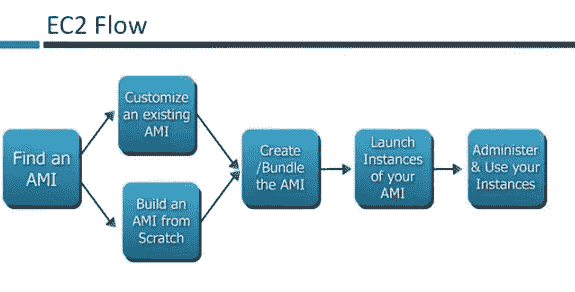 EC2 Flow
Find an
AMI
Customize
an existing
AMI
Build an
AMI from
Scratch
Create
/Bundle
the AMI
Launch
Instances
of your
AMI
Administer
& Use your
Instances